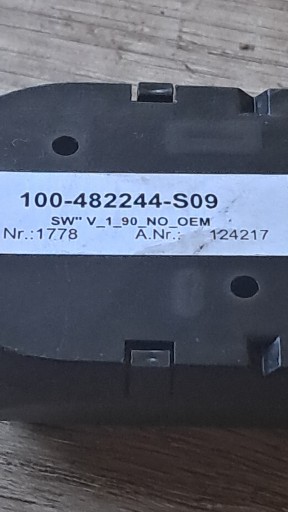 100-482244-S09
SW" V_1_90_NO_OEM
Nr.:1778 A.Nr.: 124217